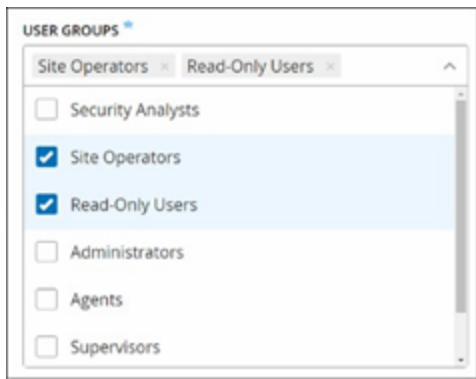 USER GROUPS *
Site Operators × Read-Only Users ×
Security Analysts
Site Operators
Read-Only Users
Administrators
Agents
Supervisors